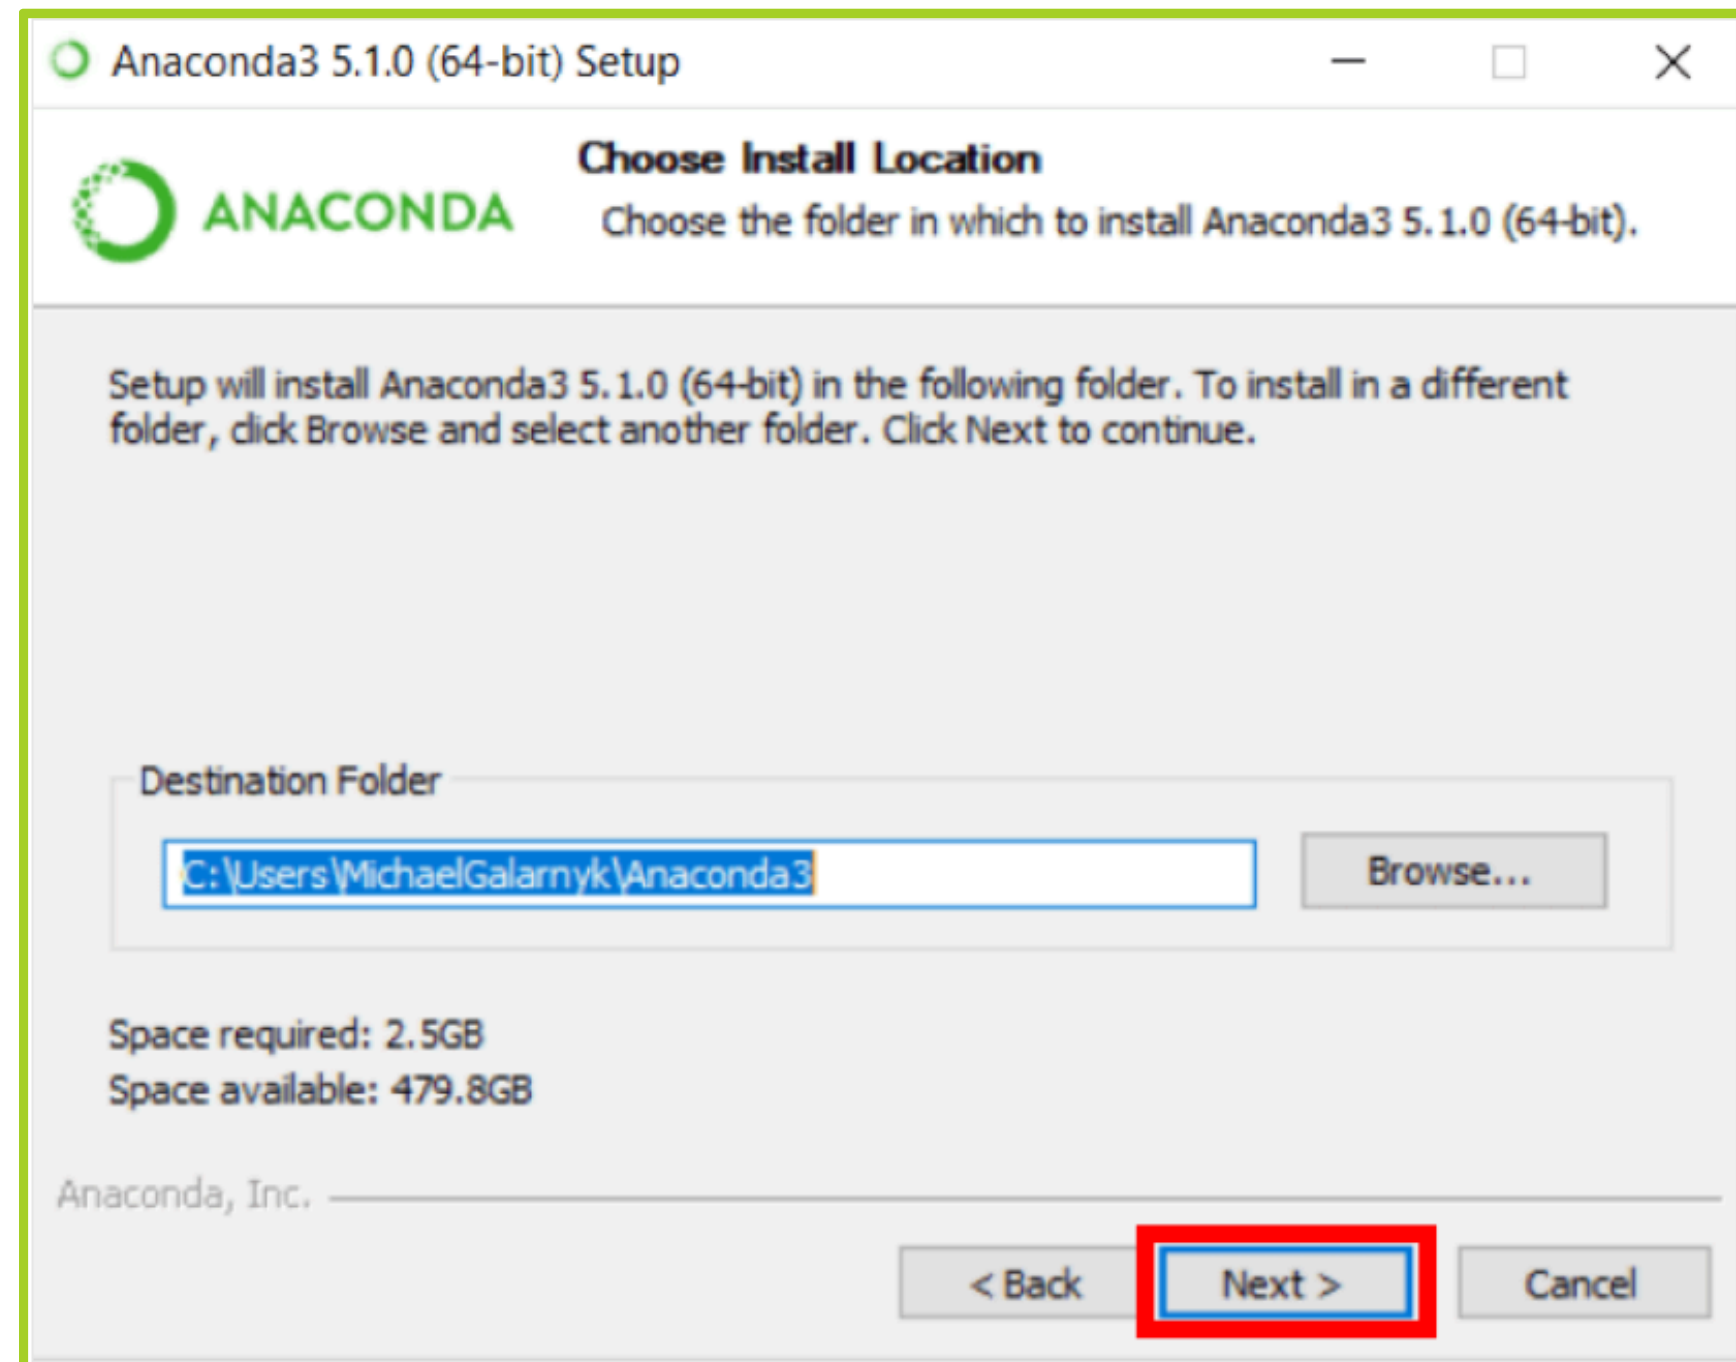 Anaconda3 5.1.0 (64-bit) Setup
ANACONDA
Choose Install Location
Choose the folder in which to install Anaconda3 5.1.0 (64-bit).
Setup will install Anaconda3 5.1.0 (64-bit) in the following folder. To install in a different
folder, click Browse and select another folder. Click Next to continue.
Destination Folder
C:\Users\MichaelGalarnyk\Anaconda3
Browse...
Space required: 2.5GB
Space available: 479.8GB
Anaconda, Inc.
< Back
Next >
Cancel